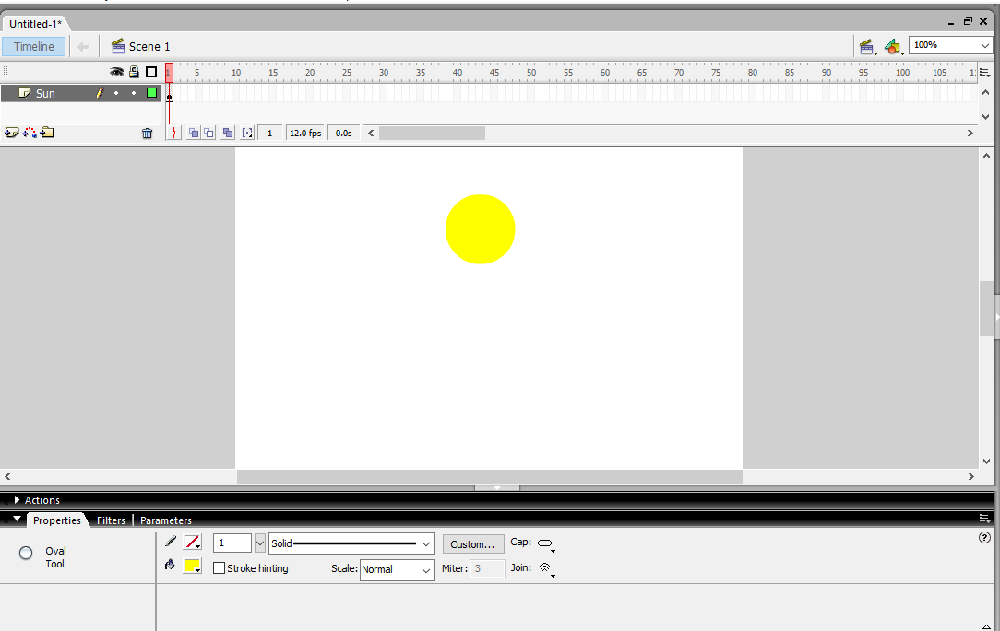 Untitled-1*
Timeline Scene 1 100%
1 5 10 15 20 25 30 35 40 45 50 55 60 65 70 75 80 85 90 95 100 105
Sun
1 12.0 fps 0.0s
Actions
Properties Filters Parameters
Oval
Tool
1 Solid Custom... Cap:
Stroke hinting Scale: Normal Miter: 3 Join: